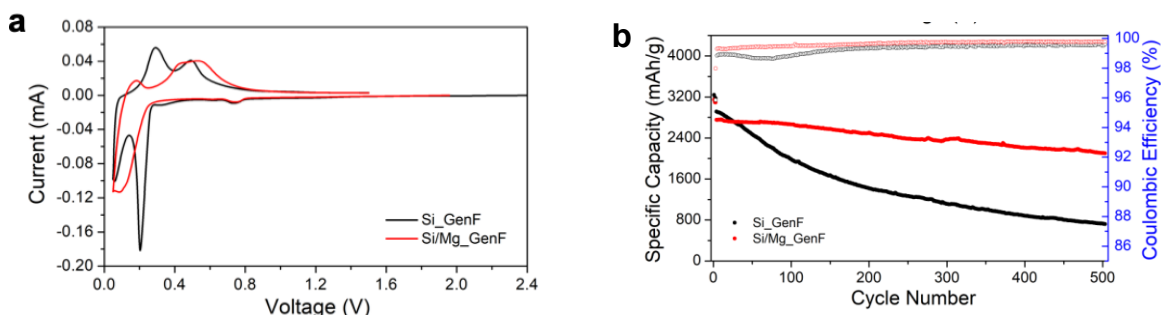 a
Current (mA)
0.08
0.04
0.00
-0.04
-0.08
-0.12
-0.16
-0.20
Si_GenF
Si/Mg_GenF
0.0 0.4 0.8 1.2 1.6 2.0 2.4
Voltage (V)
b
Specific Capacity (mAh/g)
4000
3200
2400
1600
800
0
Si_GenF
Si/Mg_GenF
0 100 200 300 400 500
Cycle Number
100
98
96
94
92
90
88
86
Coulombic Efficiency (%)